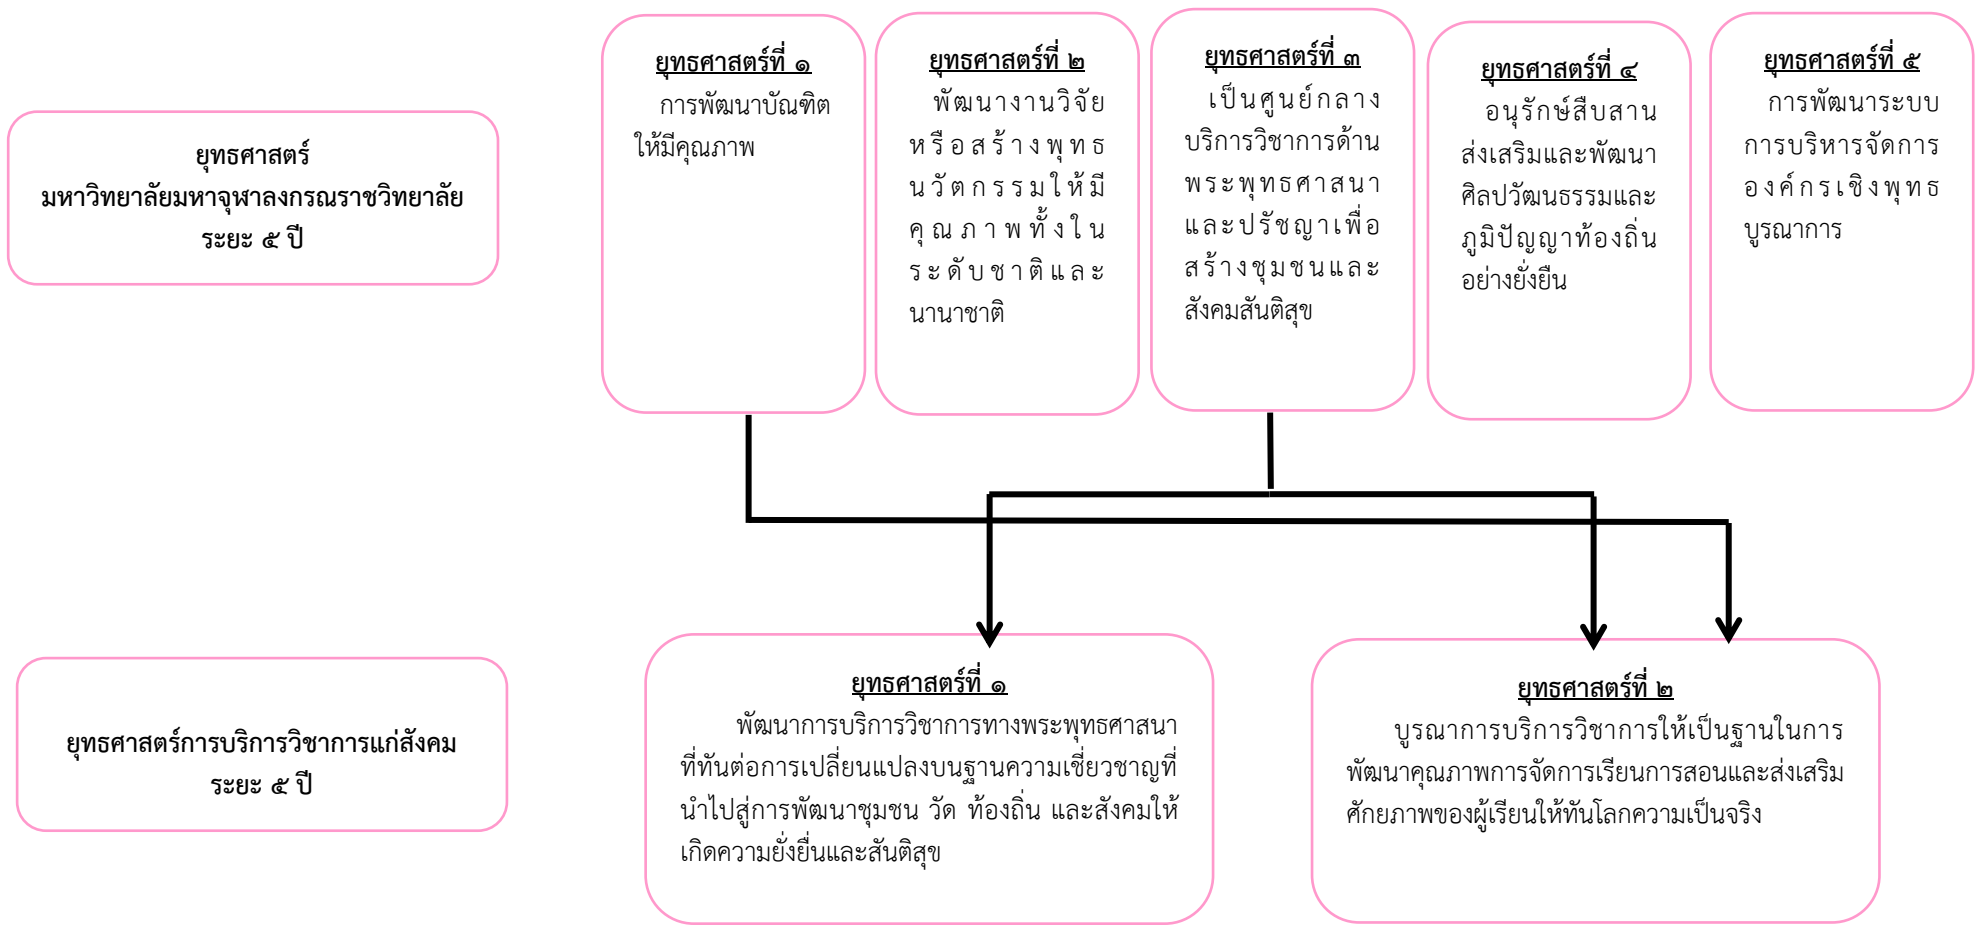 ยุทธศาสตร์
มหาวิทยาลัยมหาจุฬาลงกรณราชวิทยาลัย
ระยะ ๕ ปี
ยุทธศาสตร์ที่ ๑
การพัฒนาบัณฑิต
ให้มีคุณภาพ
ยุทธศาสตร์ที่ ๒
พัฒนางานวิจัย
หรือสร้างพุทธ
นวัตกรรมให้มี
คุณภาพทั้งใน
ระดับชาติและ
นานาชาติ
ยุทธศาสตร์ที่ ๓
เป็นศูนย์กลาง
บริการวิชาการด้าน
พระพุทธศาสนา
และปรัชญาเพื่อ
สร้างชุมชนและ
สังคมสันติสุข
ยุทธศาสตร์ที่ ๔
อนุรักษ์สืบสาน
ส่งเสริมและพัฒนา
ศิลปวัฒนธรรมและ
ภูมิปัญญาท้องถิ่น
อย่างยั่งยืน
ยุทธศาสตร์ที่ ๕
การพัฒนาระบบ
การบริหารจัดการ
องค์กรเชิงพุทธ
บูรณาการ
ยุทธศาสตร์การบริการวิชาการแก่สังคม
ระยะ ๕ ปี
ยุทธศาสตร์ที่ ๑
พัฒนาการบริการวิชาการทางพระพุทธศาสนา
ที่ทันต่อการเปลี่ยนแปลงบนฐานความเชี่ยวชาญที่
นำไปสู่การพัฒนาชุมชน วัด ท้องถิ่น และสังคมให้
เกิดความยั่งยื่นและสันติสุข
ยุทธศาสตร์ที่ ๒
บูรณาการบริการวิชาการให้เป็นฐานในการ
พัฒนาคุณภาพการจัดการเรียนการสอนและส่งเสริม
ศักยภาพของผู้เรียนให้ทันโลกความเป็นจริง